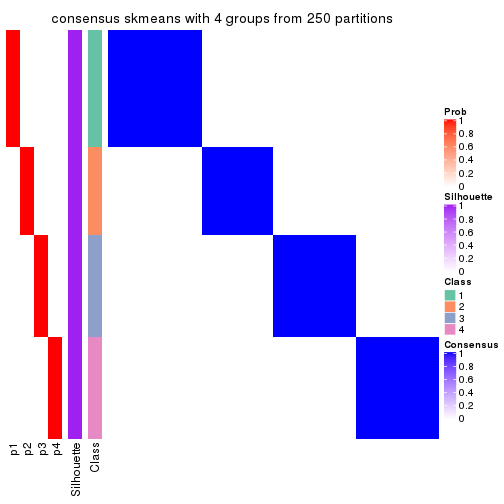 consensus skmeans with 4 groups from 250 partitions
Prob
1
0.8
0.6
0.4
0.2
0
Silhouette
1
0.8
0.6
0.4
0.2
0
Class
1
2
3
4
Consensus
1
0.8
0.6
0.4
0.2
0
p1
p2
p3
p4
Silhouette
Class